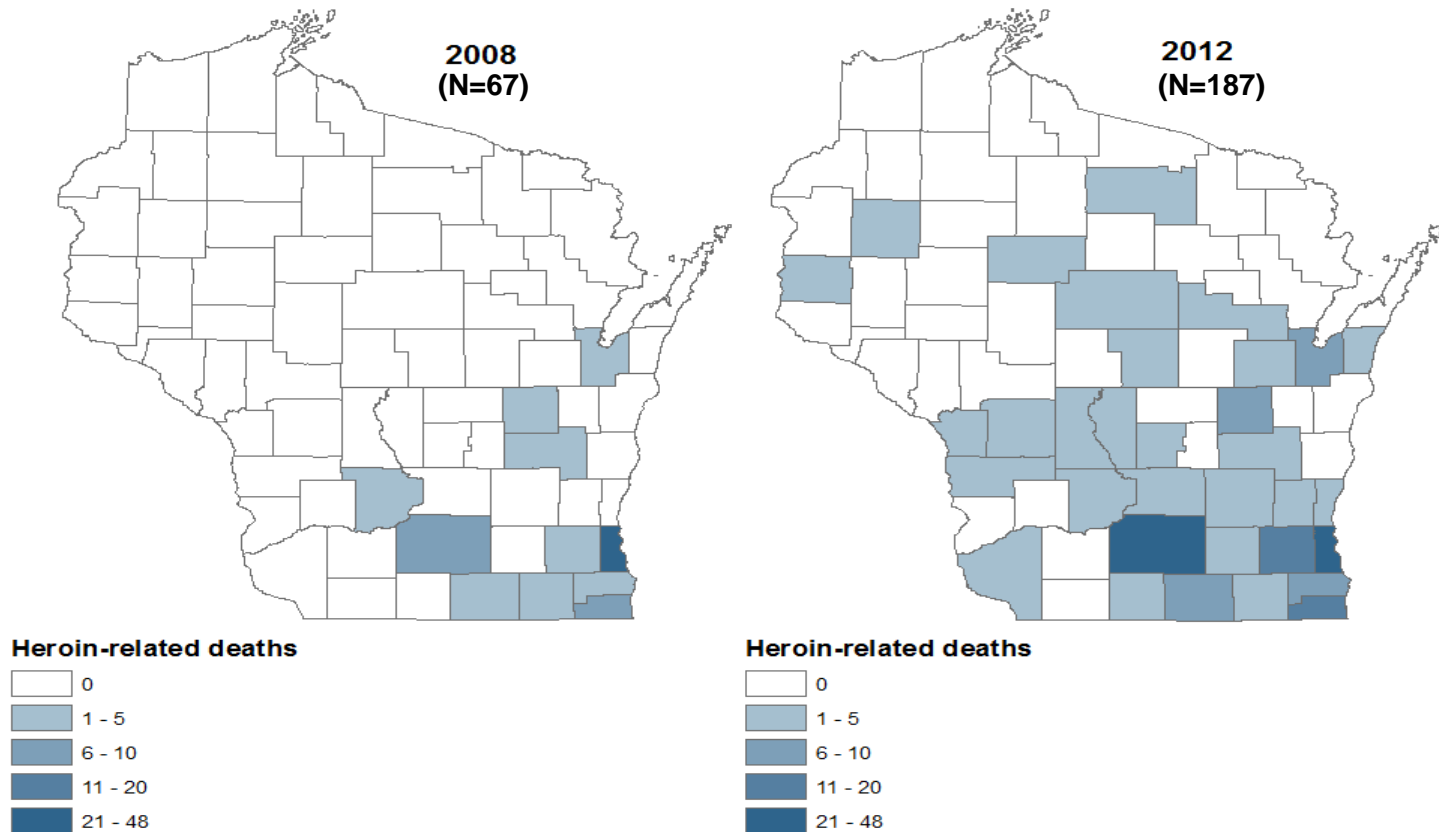 2008
(N=67)
Heroin-related deaths
0
1 - 5
6 - 10
11 - 20
21 - 48
2012
(N=187)
Heroin-related deaths
0
1 - 5
6 - 10
11 - 20
21 - 48